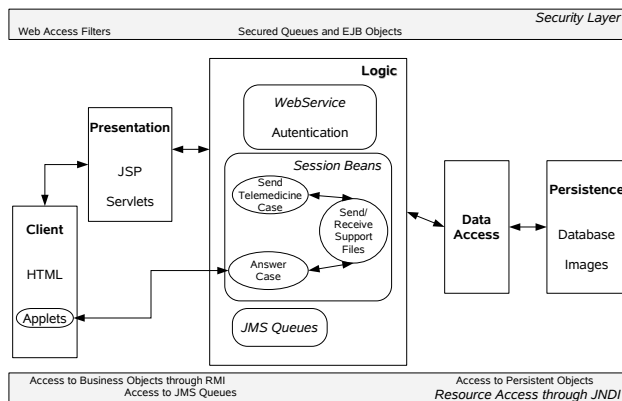 Security Layer
Web Access Filters
Secured Queues and EJB Objects
Logic
WebService
Autentication
Presentation
JSP
Servlets
Session Beans
Send
Telemedicine
Case
Send/
Receive
Support
Files
Answer
Case
JMS Queues
Client
HTML
Applets
Data
Access
Persistence
Database
Images
Access to Business Objects through RMI
Access to JMS Queues
Access to Persistent Objects
Resource Access through JNDI